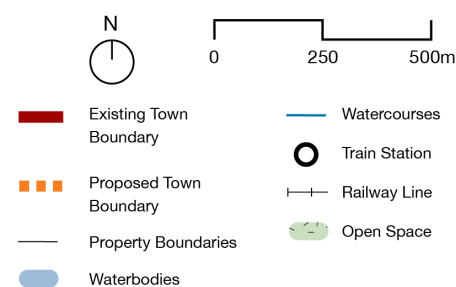 N
0 250 500m
Existing Town
Boundary
Proposed Town
Boundary
Property Boundaries
Waterbodies
Watercourses
Train Station
Railway Line
Open Space